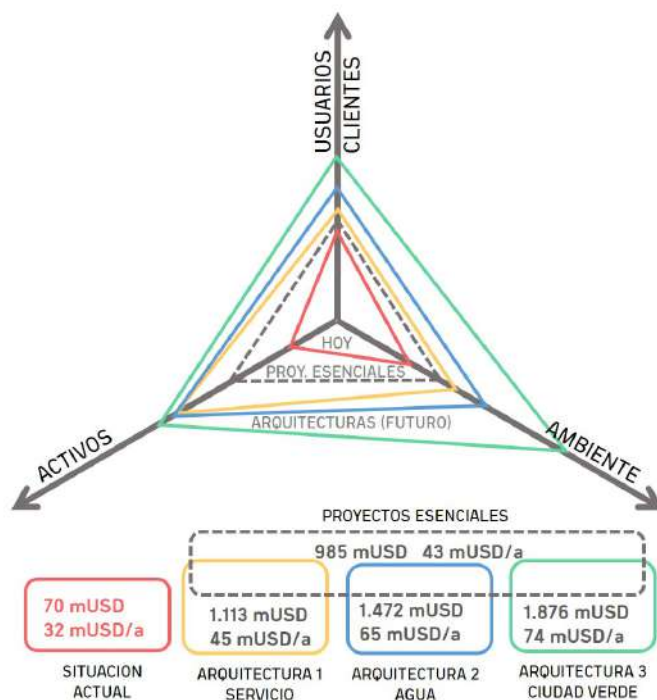 USUARIOS
CLIENTES
HOY
PROY. ESENCIALES
ARQUITECTURAS (FUTURO)
ACTIVOS
AMBIENTE
PROYECTOS ESENCIALES
985 mUSD 43 mUSD/a
70 mUSD
32 mUSD/a
1.113 mUSD
45 mUSD/a
1.472 mUSD
65 mUSD/a
1.876 mUSD
74 mUSD/a
SITUACION
ACTUAL
ARQUITECTURA 1
SERVICIO
ARQUITECTURA 2
AGUA
ARQUITECTURA 3
CIUDAD VERDE